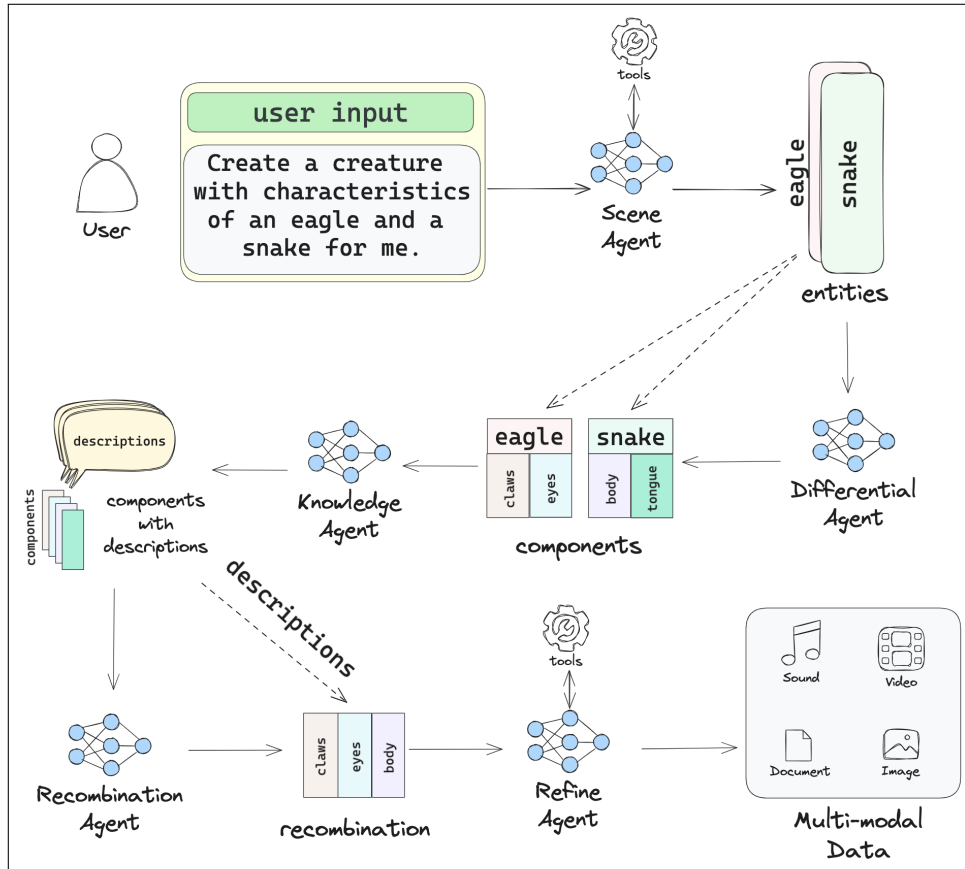 tools
user input
Create a creature
with characteristics
of an eagle and a
snake for me.
User
Scene
Agent
eagle
snake
entities
descriptions
components
components
with
descriptions
Knowledge
Agent
eagle
snake
claws
eyes
body
tongue
components
Differential
Agent
descriptions
tools
Recombination
Agent
claws
eyes
body
recombination
Refine
Agent
Sound
Video
Document
Image
Multi-modal
Data